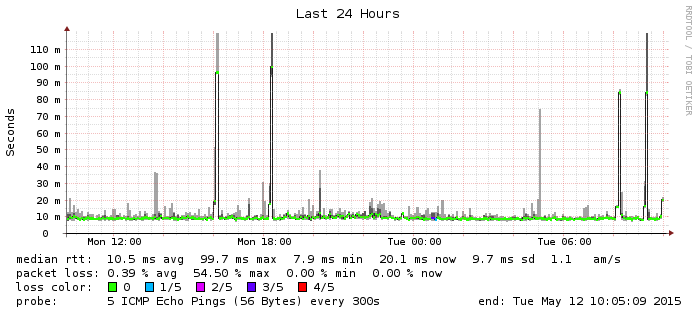 Last 24 Hours
RRDTOOL / TOBI OETIKER
Seconds
110 m
100 m
90 m
80 m
70 m
60 m
50 m
40 m
30 m
20 m
10 m
0
Mon 12:00 Mon 18:00 Tue 00:00 Tue 06:00
median rtt: 10.5 ms avg 99.7 ms max 7.9 ms min 20.1 ms now 9.7 ms sd 1.1 am/s
packet loss: 0.39 % avg 54.50 % max 0.00 % min 0.00 % now
loss color: 0 1/5 2/5 3/5 4/5
probe: 5 ICMP Echo Pings (56 Bytes) every 300s end: Tue May 12 10:05:09 2015